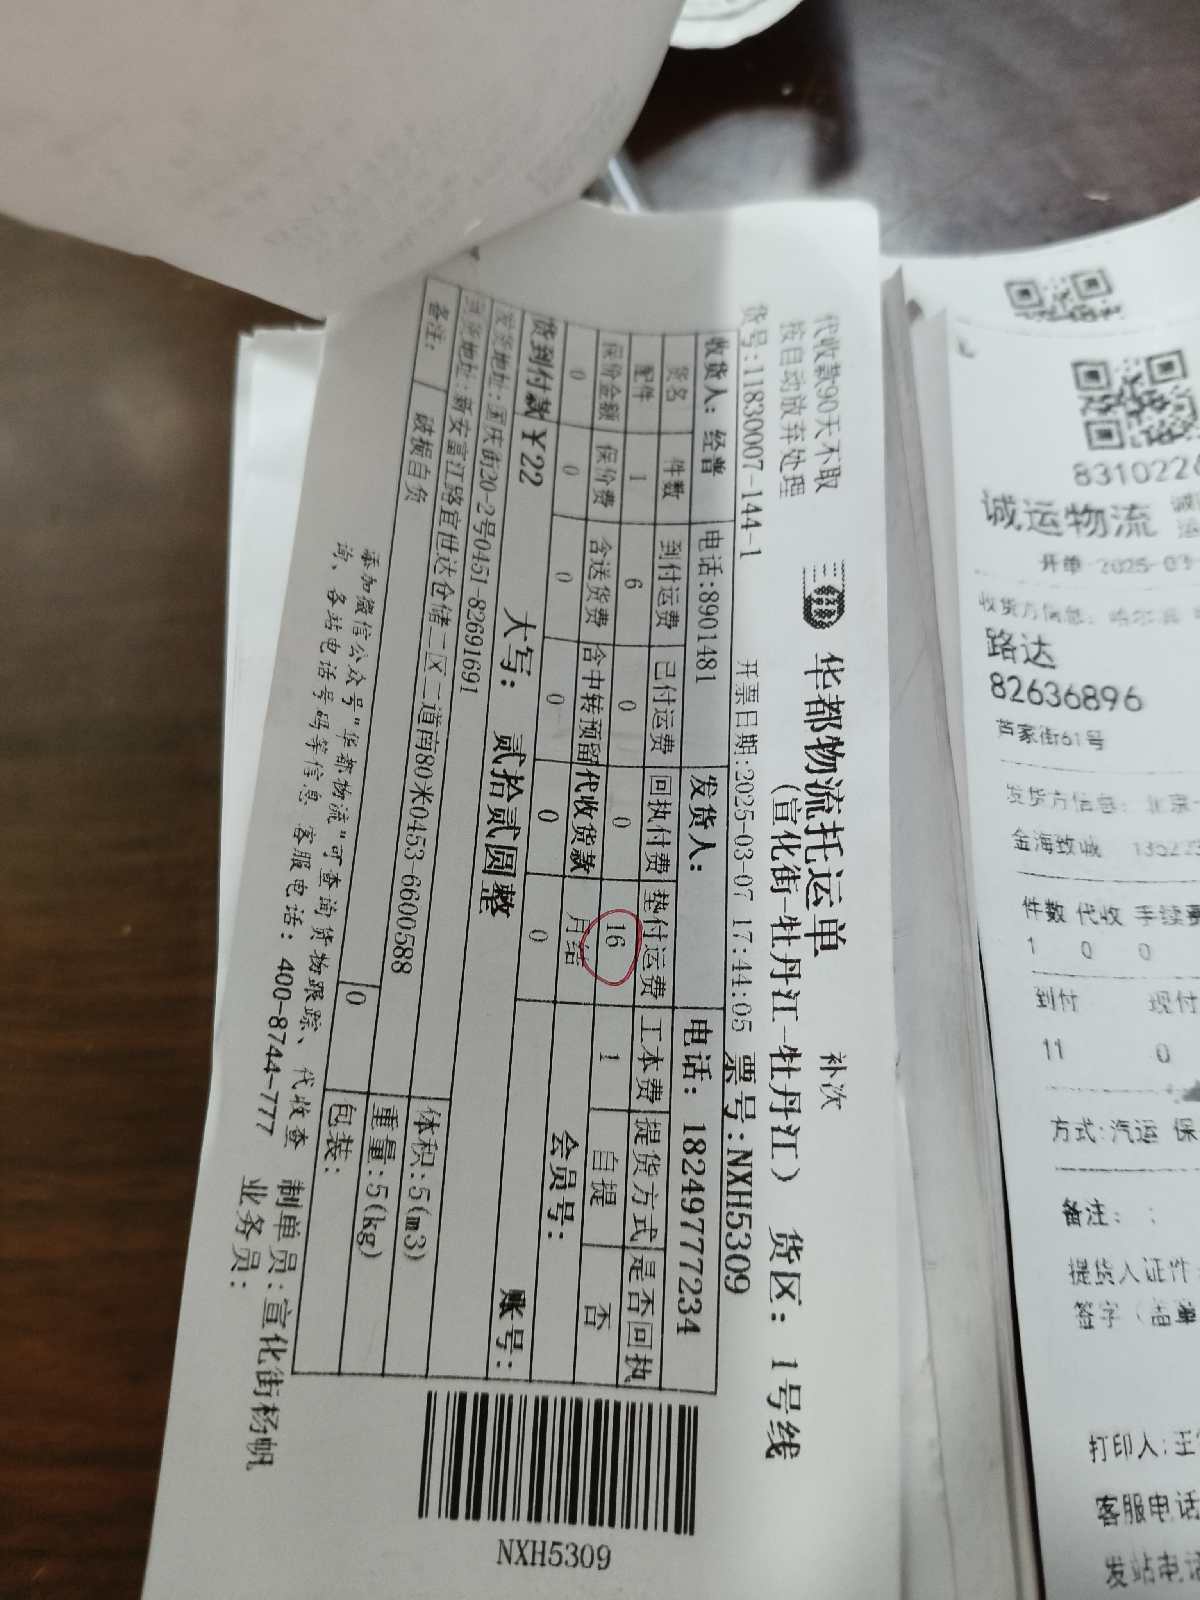 代收款90天不取
按自动放弃处理
华都物流托运单
补次
(宣化街-牡丹江-牡丹江)
货区: 1号线
货号:11830007-144-1
开票日期:2025-03-07 17:44:05
票号:NXH5309
收货人: 经普
电话:8901481
发货人:
电话: 18249777234
货名 件数 到付运费 已付运费 回执付费 垫付运费 工本费 提货方式 是否回执
配件 1 6 0 0 16 1 自提 否
保价金额 保价费 含送货费 含中转预留 代收货款 月结 会员号:
0 0 0 0 0 0
货到付款 ¥22 大写: 贰拾贰圆整 账号:
发货地址:国庆街20-2号0451-82691691
到货地址:新安富江路宜世达仓储二区二道南80米0453-6600588
体积:5(m3)
重量:5(kg)
备注: 破损自负 0 包装:
添加微信公众号"华都物流"可查询货物跟踪、代收查
询、各站电话号码等信息 客服电话: 400-8744-777
制单员:宣化街杨帆
业务员:
NXH5309
诚运物流
开单 2025-03
收货方信息:
路达
82636896
芦家街61号
发货方信息: 北京
金海致诚
件数 代收 手续费
1 0 0
到付 现付
11 0
方式:汽运 保
备注: ;
提货人证件
签字
打印人:王
客服电话
发站电话